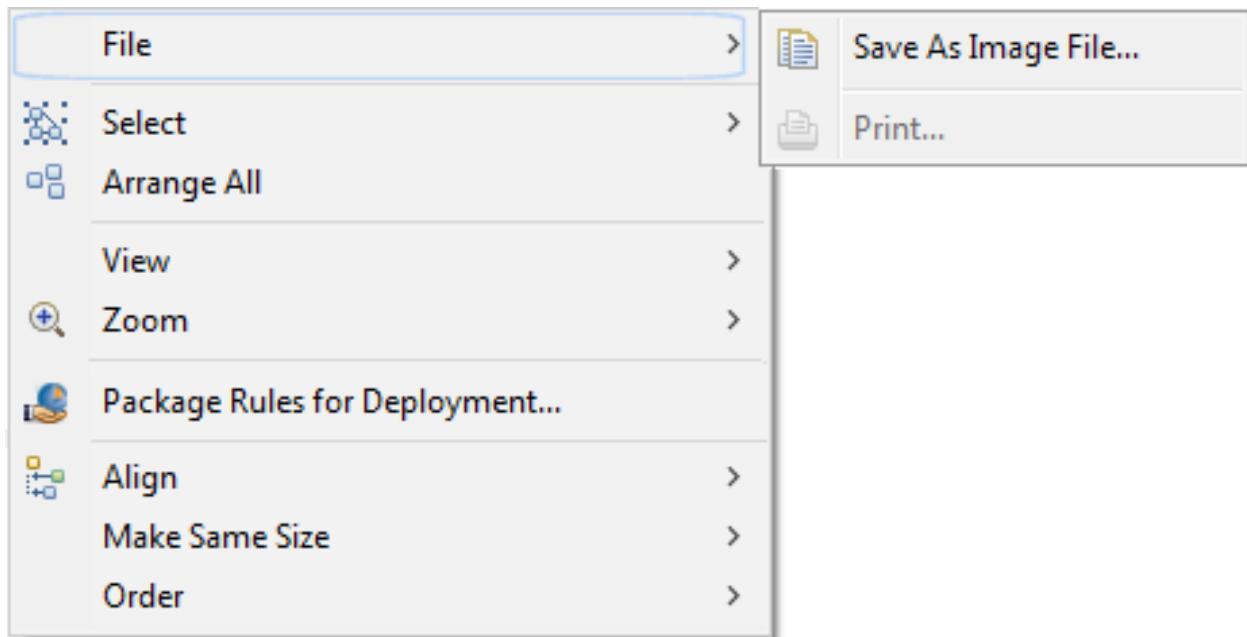 File
Save As Image File...
Print...
Select
Arrange All
View
Zoom
Package Rules for Deployment...
Align
Make Same Size
Order